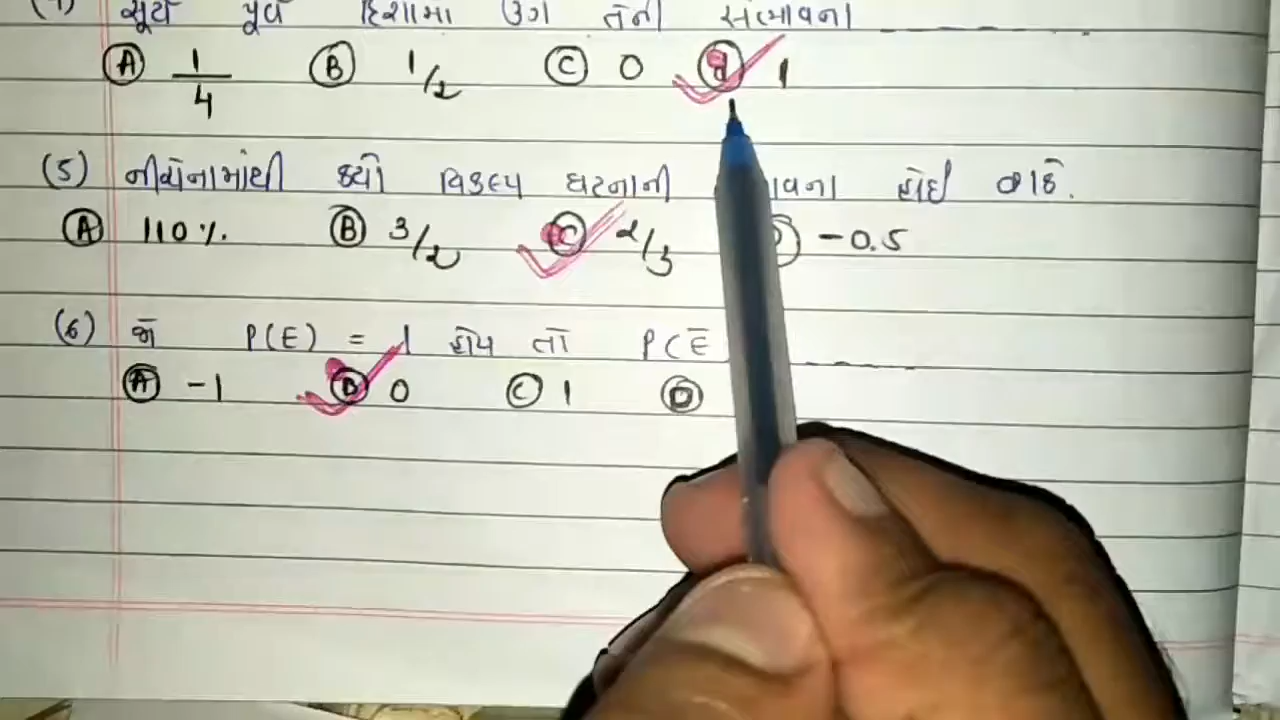 સૂર્ય પૂર્વ દિશામાં ઉગે તેની સંભાવના
(A) 1/4 (B) 1/2 (C) 0 (D) 1
(5) નીચેનામાંથી ક્યો વિકલ્પ ઘટનાની હોઈ શકે.
(A) 110%. (B) 3/2 (C) 2/3 (D) -0.5
(6) જો P(E) = 1 હોય તો P(Ē
(A) -1 (B) 0 (C) 1 (D)